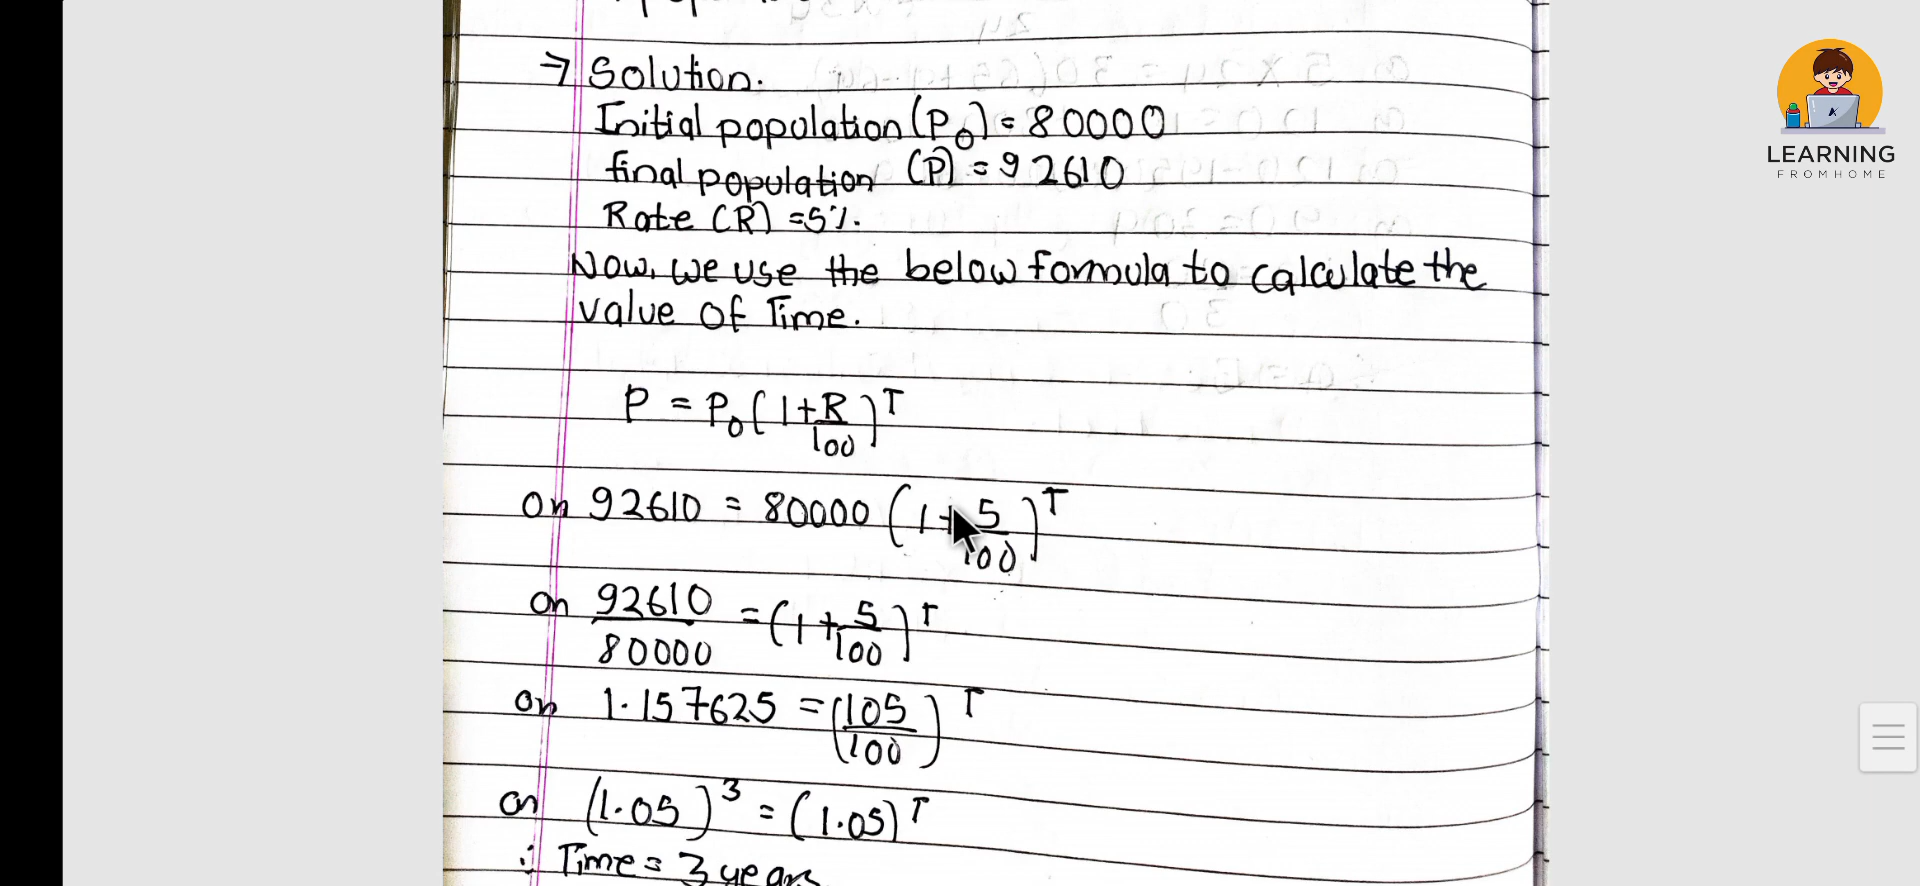 → Solution.
Initial population (P₀) = 80000
final population (P) = 92610
Rate (R) = 5%.
Now, we use the below formula to calculate the
value of Time.
P = P₀(1+R/100)ᵀ
or 92610 = 80000 (1+5/100)ᵀ
or 92610/80000 = (1+5/100)ᵀ
or 1.157625 = (105/100)ᵀ
or (1.05)³ = (1.05)ᵀ
∴ Time = 3 years
LEARNING
FROMHOME